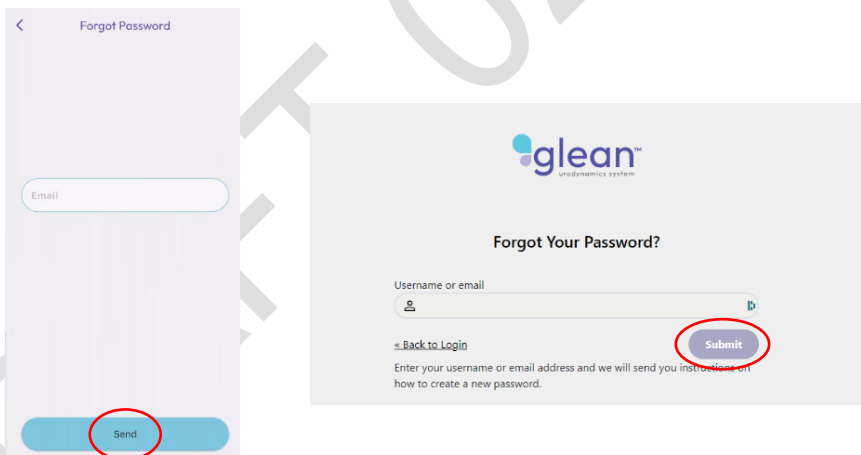 Forgot Password
Email
Send
glean™
urodynamics system
Forgot Your Password?
Username or email
« Back to Login
Submit
Enter your username or email address and we will send you instructions on
how to create a new password.